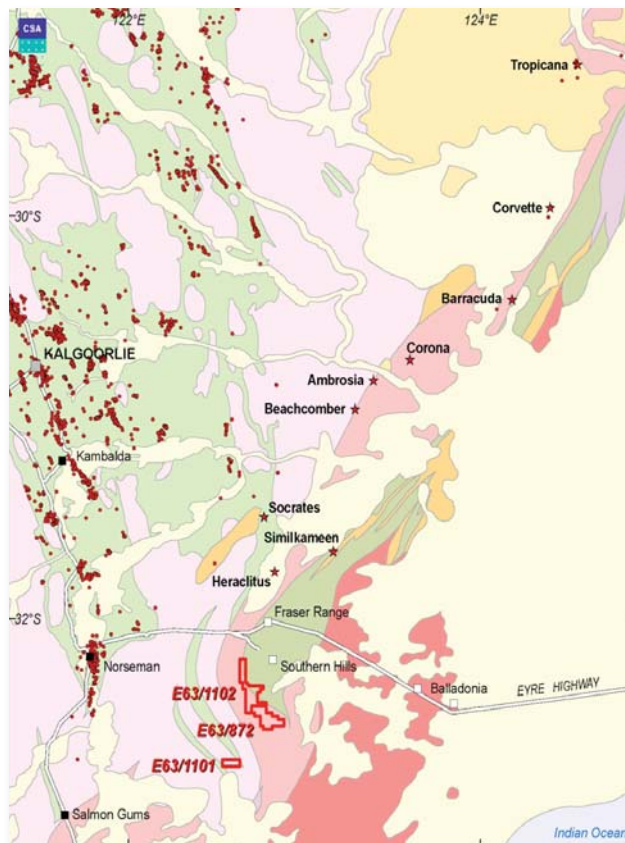 CSA
122°E
124°E
Tropicana
30°S
Corvette
Barracuda
KALGOORLIE
Corona
Ambrosia
Beachcomber
Kambalda
Socrates
Similkameen
Heraclitus
32°S
Fraser Range
Norseman
Southern Hills
E63/1102
Balladonia
EYRE HIGHWAY
E63/872
E63/1101
Salmon Gums
Indian Ocean